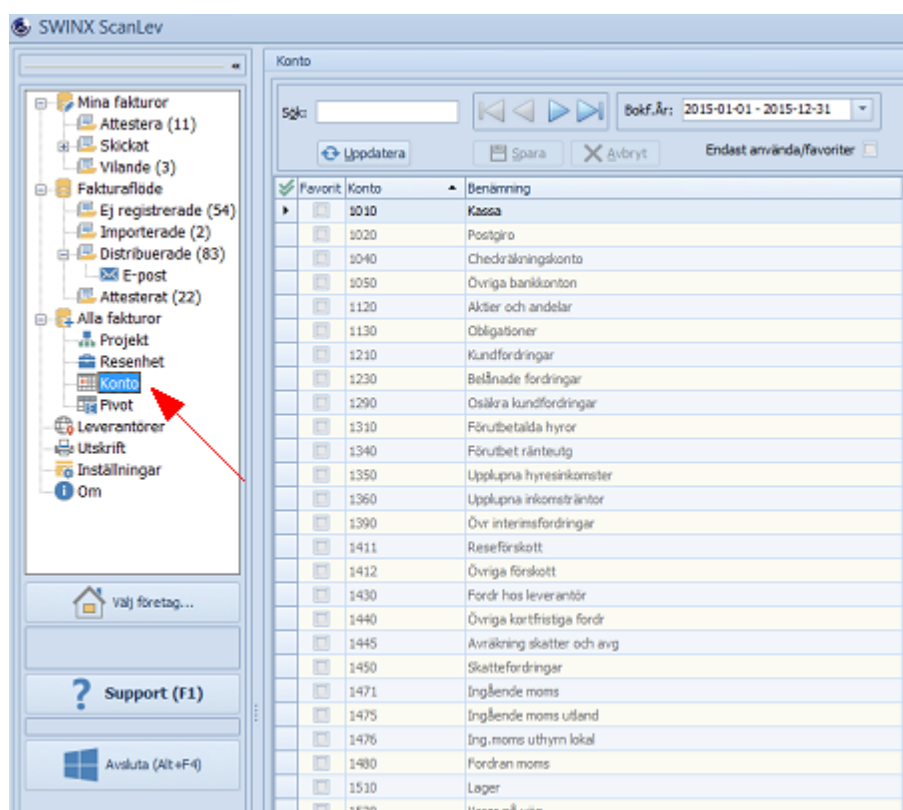 SWINX ScanLev
«
Mina fakturor
Attestera (11)
Skickat
Vilande (3)
Fakturaflöde
Ej registrerade (54)
Importerade (2)
Distribuerade (83)
E-post
Attesterat (22)
Alla fakturor
Projekt
Resenhet
Konto
Pivot
Leverantörer
Utskrift
Inställningar
Om
Välj företag...
Support (F1)
Avsluta (Alt+F4)
Konto
Sök:
Bokf.År: 2015-01-01 - 2015-12-31
Uppdatera Spara Avbryt Endast använda/favoriter
Favorit Konto Benämning
1010 Kassa
1020 Postgiro
1040 Checkräkningskonto
1050 Övriga bankkonton
1120 Aktier och andelar
1130 Obligationer
1210 Kundfordringar
1230 Belånade fordringar
1290 Osäkra kundfordringar
1310 Förutbetalda hyror
1340 Förutbet ränteutg
1350 Upplupna hyresinkomster
1360 Upplupna inkomsträntor
1390 Övr interimsfordringar
1411 Reseförskott
1412 Övriga förskott
1430 Fordr hos leverantör
1440 Övriga kortfristiga fordr
1445 Avräkning skatter och avg
1450 Skattefordringar
1471 Ingående moms
1475 Ingående moms utland
1476 Ing.moms uthyrn lokal
1480 Fordran moms
1510 Lager